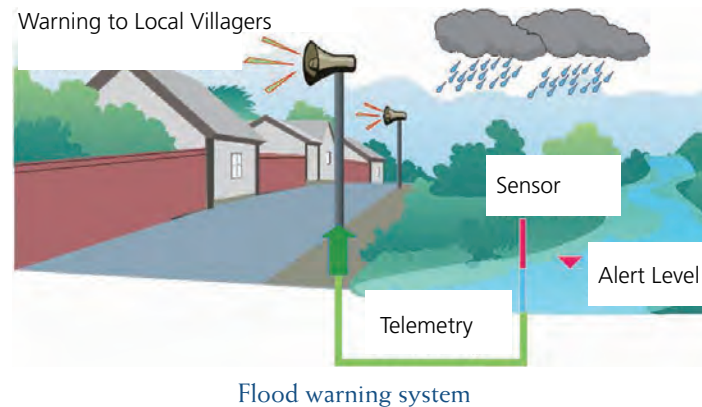 Warning to Local Villagers
Sensor
Alert Level
Telemetry
Flood warning system